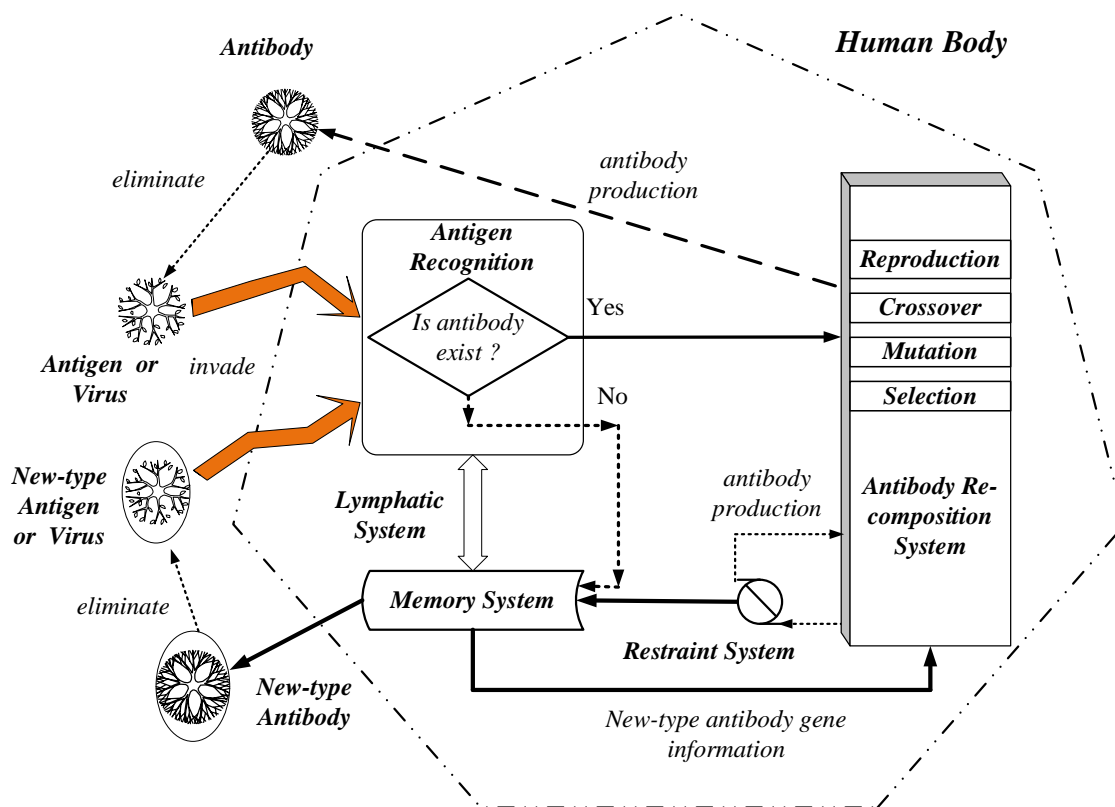 Human Body
Antibody
antibody
production
eliminate
Antigen
Recognition
Reproduction
Yes
Crossover
Is antibody
exist ?
Mutation
Antigen or
Virus
invade
Selection
No
New-type
Antigen
or Virus
Lymphatic
System
antibody
production
Antibody Re-
composition
System
eliminate
Memory System
Restraint System
New-type
Antibody
New-type antibody gene
information